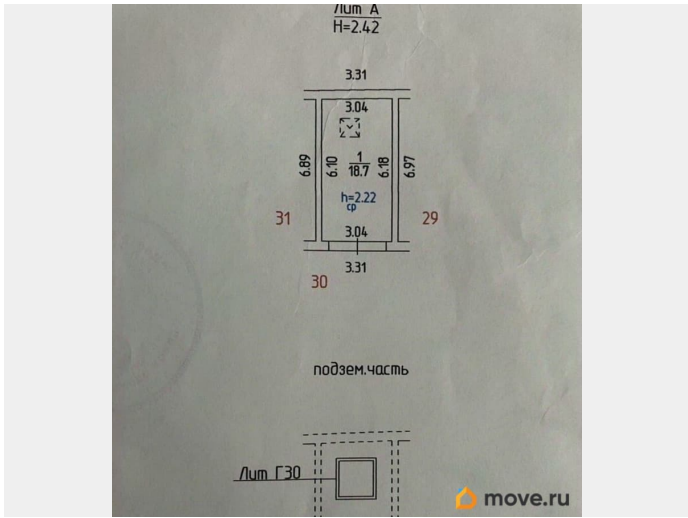 Лит А
H=2.42
3.31
3.04
6.89
6.10
1
18.7
6.18
6.97
h=2.22
ср
31
29
3.04
3.31
30
подзем.часть
Лит Г30
move.ru